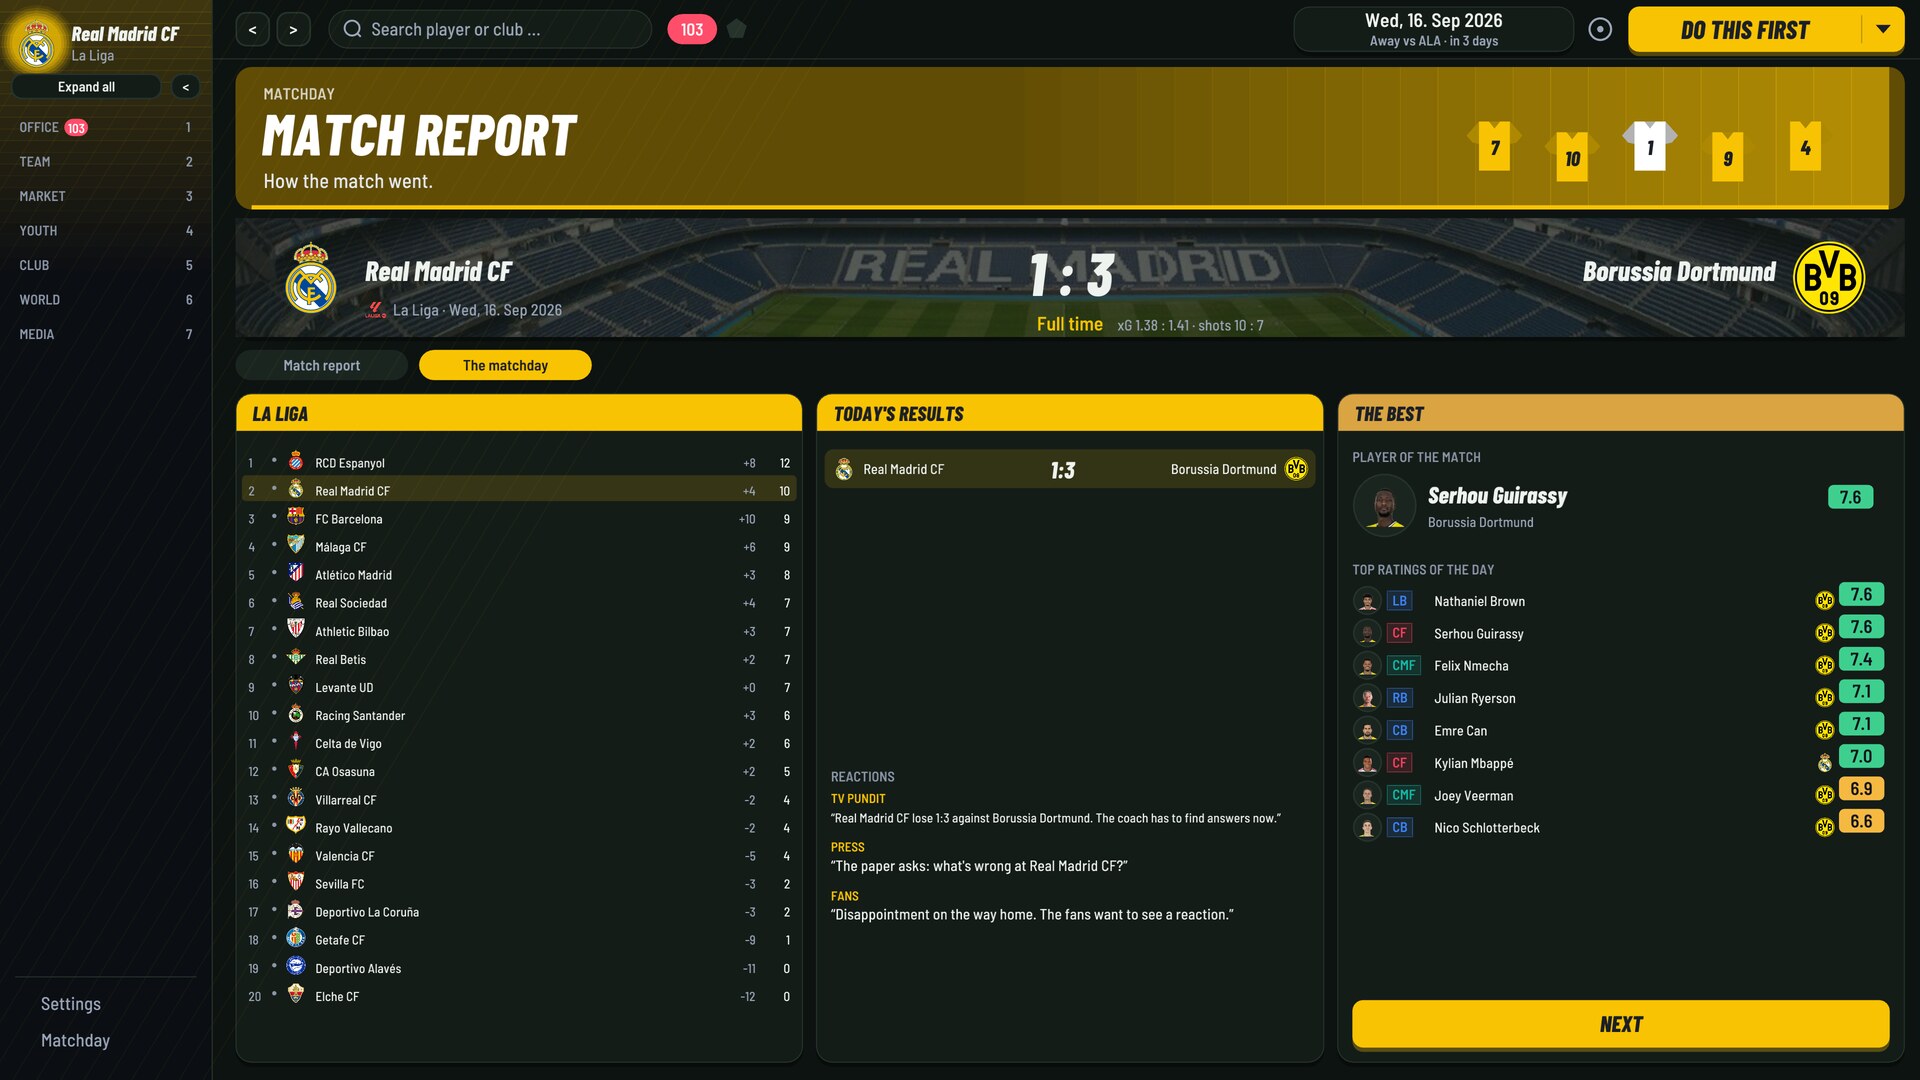 Real Madrid CF
La Liga
Expand all
<
OFFICE 103 1
TEAM 2
MARKET 3
YOUTH 4
CLUB 5
WORLD 6
MEDIA 7
Settings
Matchday
< >
Search player or club ...
103
Wed, 16. Sep 2026
Away vs ALA · in 3 days
DO THIS FIRST
MATCHDAY
MATCH REPORT
How the match went.
7 10 1 9 4
REAL MADRID
Real Madrid CF
La Liga · Wed, 16. Sep 2026
1 : 3
Full time xG 1.38 : 1.41 · shots 10 : 7
Borussia Dortmund
BVB 09
Match report
The matchday
LA LIGA
1 RCD Espanyol +8 12
2 Real Madrid CF +4 10
3 FC Barcelona +10 9
4 Málaga CF +6 9
5 Atlético Madrid +3 8
6 Real Sociedad +4 7
7 Athletic Bilbao +3 7
8 Real Betis +2 7
9 Levante UD +0 7
10 Racing Santander +3 6
11 Celta de Vigo +2 6
12 CA Osasuna +2 5
13 Villarreal CF -2 4
14 Rayo Vallecano -2 4
15 Valencia CF -5 4
16 Sevilla FC -3 2
17 Deportivo La Coruña -3 2
18 Getafe CF -9 1
19 Deportivo Alavés -11 0
20 Elche CF -12 0
TODAY'S RESULTS
Real Madrid CF 1:3 Borussia Dortmund
REACTIONS
TV PUNDIT
"Real Madrid CF lose 1:3 against Borussia Dortmund. The coach has to find answers now."
PRESS
"The paper asks: what's wrong at Real Madrid CF?"
FANS
"Disappointment on the way home. The fans want to see a reaction."
THE BEST
PLAYER OF THE MATCH
Serhou Guirassy 7.6
Borussia Dortmund
TOP RATINGS OF THE DAY
LB Nathaniel Brown 7.6
CF Serhou Guirassy 7.6
CMF Felix Nmecha 7.4
RB Julian Ryerson 7.1
CB Emre Can 7.1
CF Kylian Mbappé 7.0
CMF Joey Veerman 6.9
CB Nico Schlotterbeck 6.6
NEXT